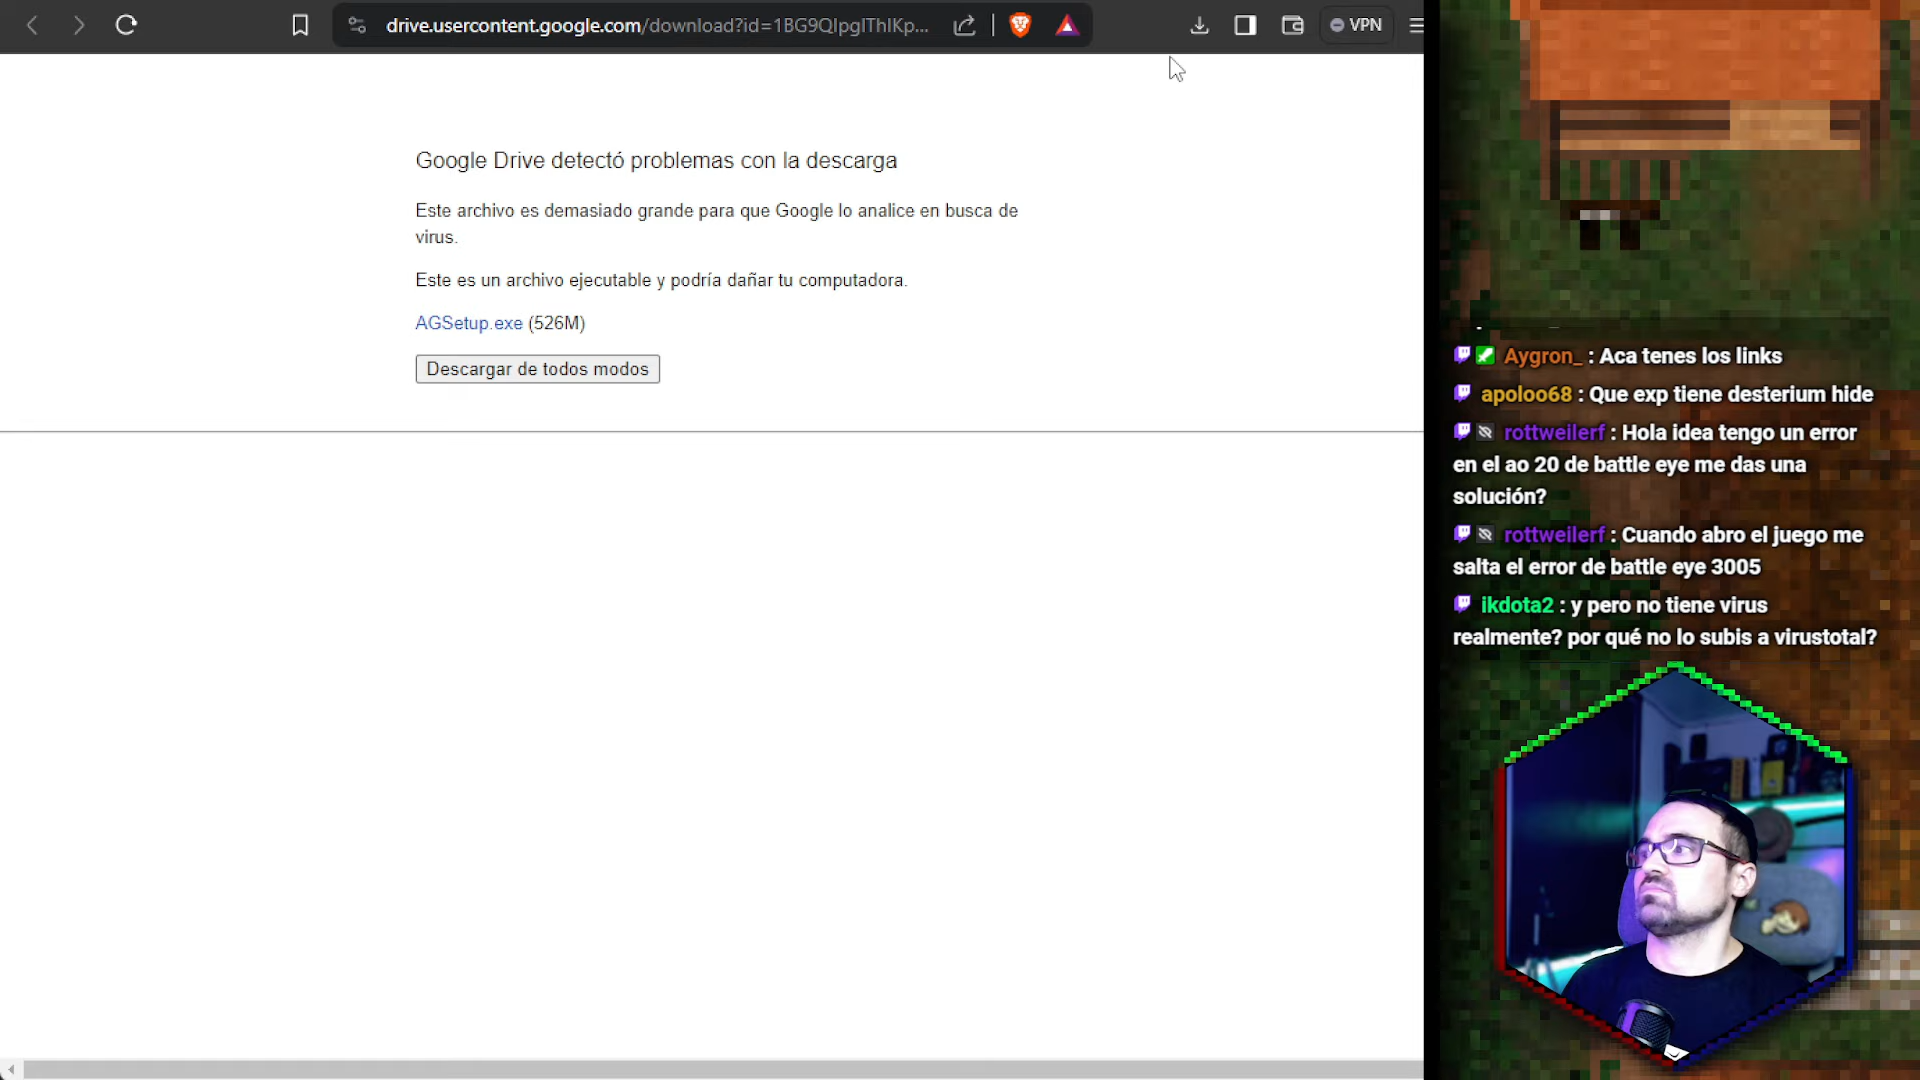 drive.usercontent.google.com/download?id=1BG9QlpglThIKp...
VPN
Google Drive detectó problemas con la descarga
Este archivo es demasiado grande para que Google lo analice en busca de
virus.
Este es un archivo ejecutable y podría dañar tu computadora.
AGSetup.exe (526M)
Descargar de todos modos
Aygron_ : Aca tenes los links
apoloo68 : Que exp tiene desterium hide
rottweilerf : Hola idea tengo un error
en el ao 20 de battle eye me das una
solución?
rottweilerf : Cuando abro el juego me
salta el error de battle eye 3005
ikdota2 : y pero no tiene virus
realmente? por qué no lo subis a virustotal?